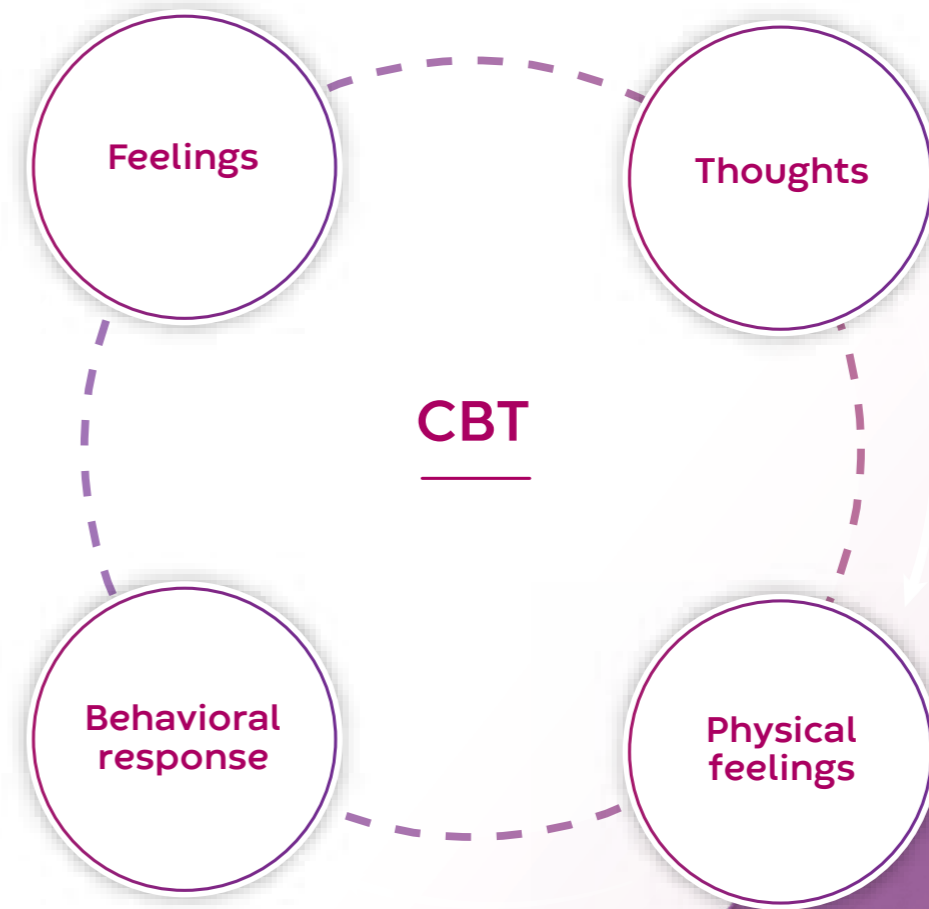 Feelings
Thoughts
CBT
Behavioral
response
Physical
feelings